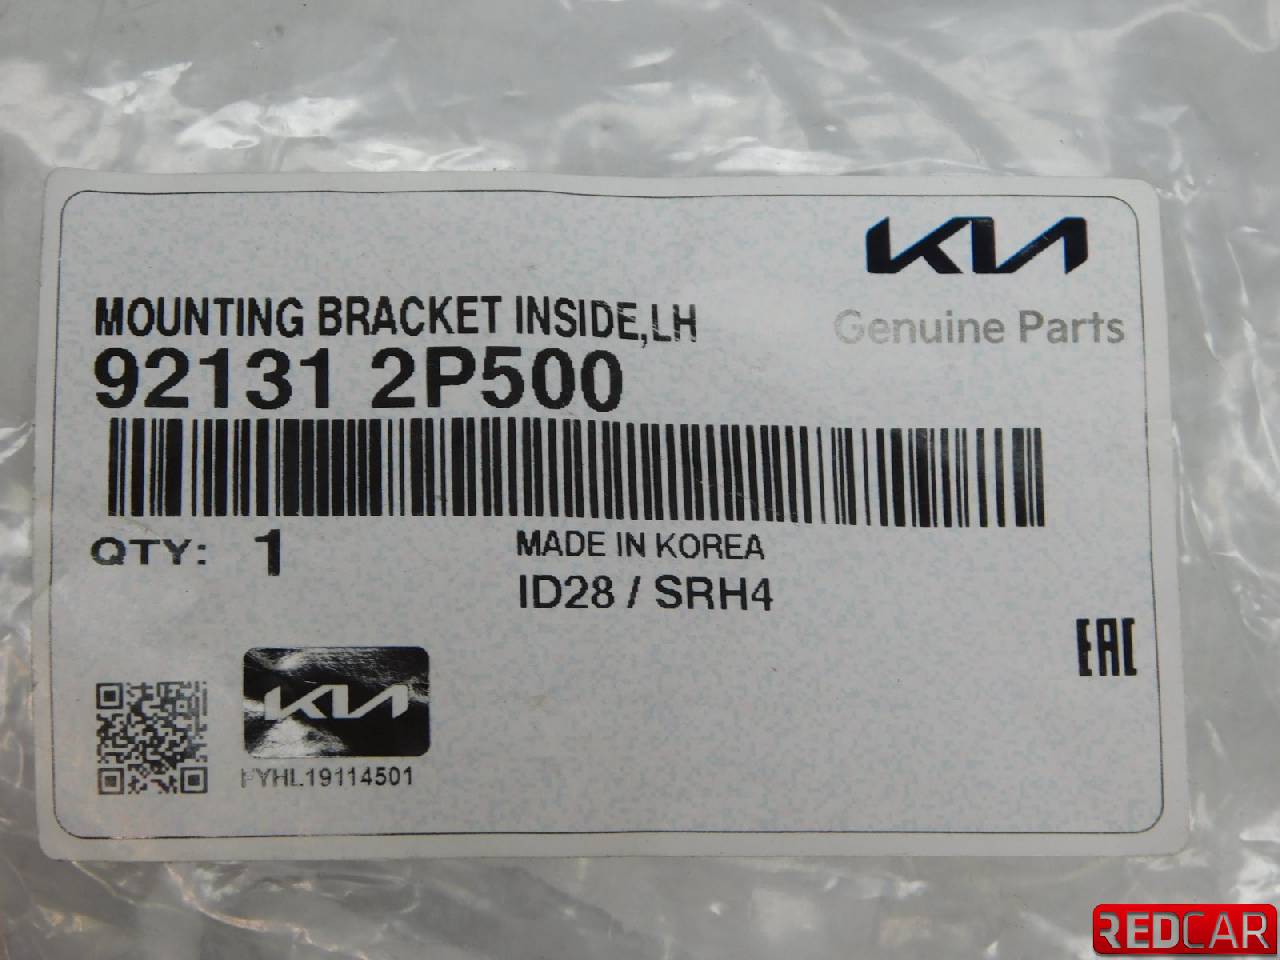 KIA
Genuine Parts
MOUNTING BRACKET INSIDE,LH
92131 2P500
QTY: 1
MADE IN KOREA
ID28 / SRH4
EAC
KIA
PYHL19114501
REDCAR